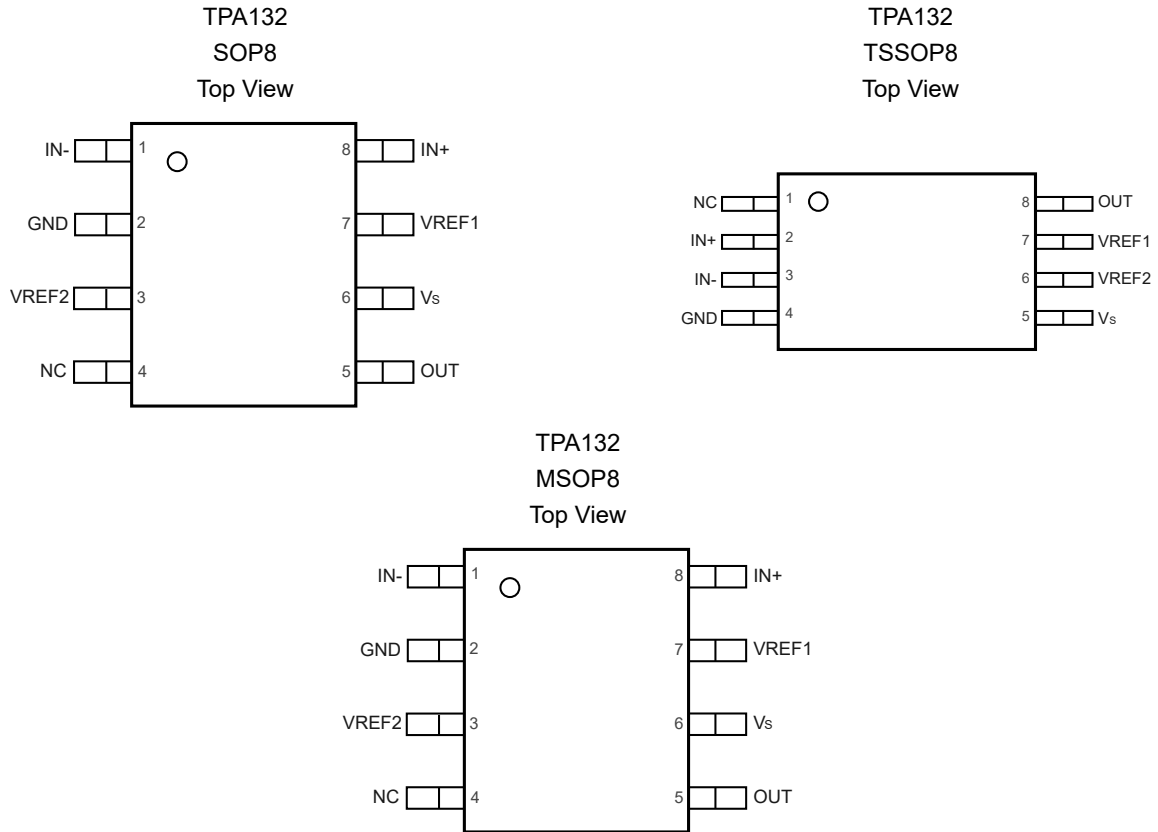 TPA132
SOP8
Top View
IN- 1 8 IN+
GND 2 7 VREF1
VREF2 3 6 Vs
NC 4 5 OUT
TPA132
TSSOP8
Top View
NC 1 8 OUT
IN+ 2 7 VREF1
IN- 3 6 VREF2
GND 4 5 Vs
TPA132
MSOP8
Top View
IN- 1 8 IN+
GND 2 7 VREF1
VREF2 3 6 Vs
NC 4 5 OUT